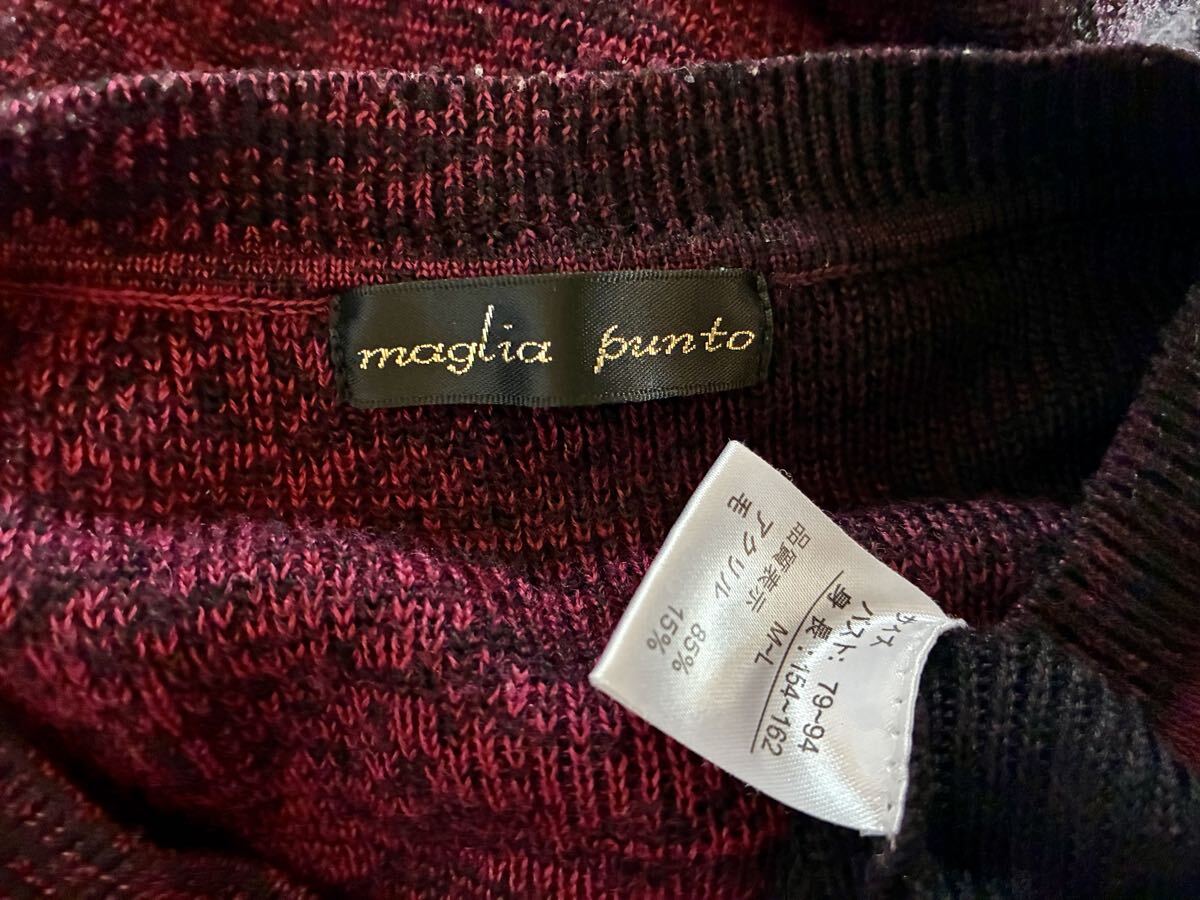 maglia punto
サイズ
バスト: 79~94
身 長:154~162
M~L
品質表示
アクリル 85%
毛 15%